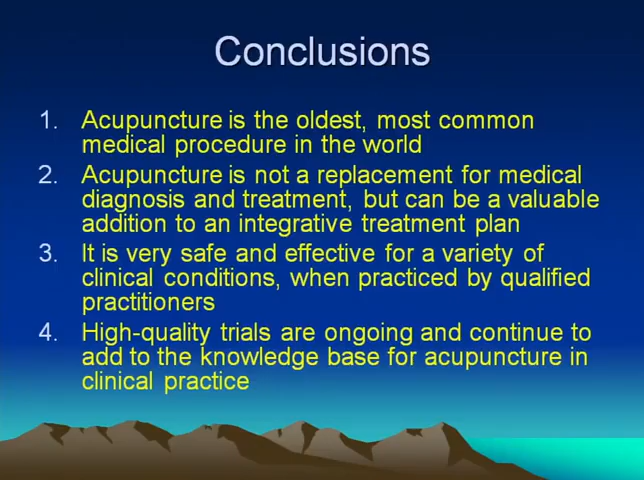 Conclusions
1. Acupuncture is the oldest, most common
medical procedure in the world
2. Acupuncture is not a replacement for medical
diagnosis and treatment, but can be a valuable
addition to an integrative treatment plan
3. It is very safe and effective for a variety of
clinical conditions, when practiced by qualified
practitioners
4. High-quality trials are ongoing and continue to
add to the knowledge base for acupuncture in
clinical practice